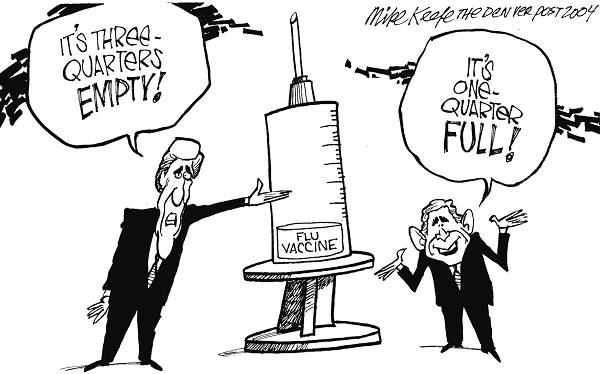 Mike Keefe THE DENVER POST 2004
IT'S THREE-
QUARTERS
EMPTY!
IT'S
ONE-
QUARTER
FULL!
FLU
VACCINE